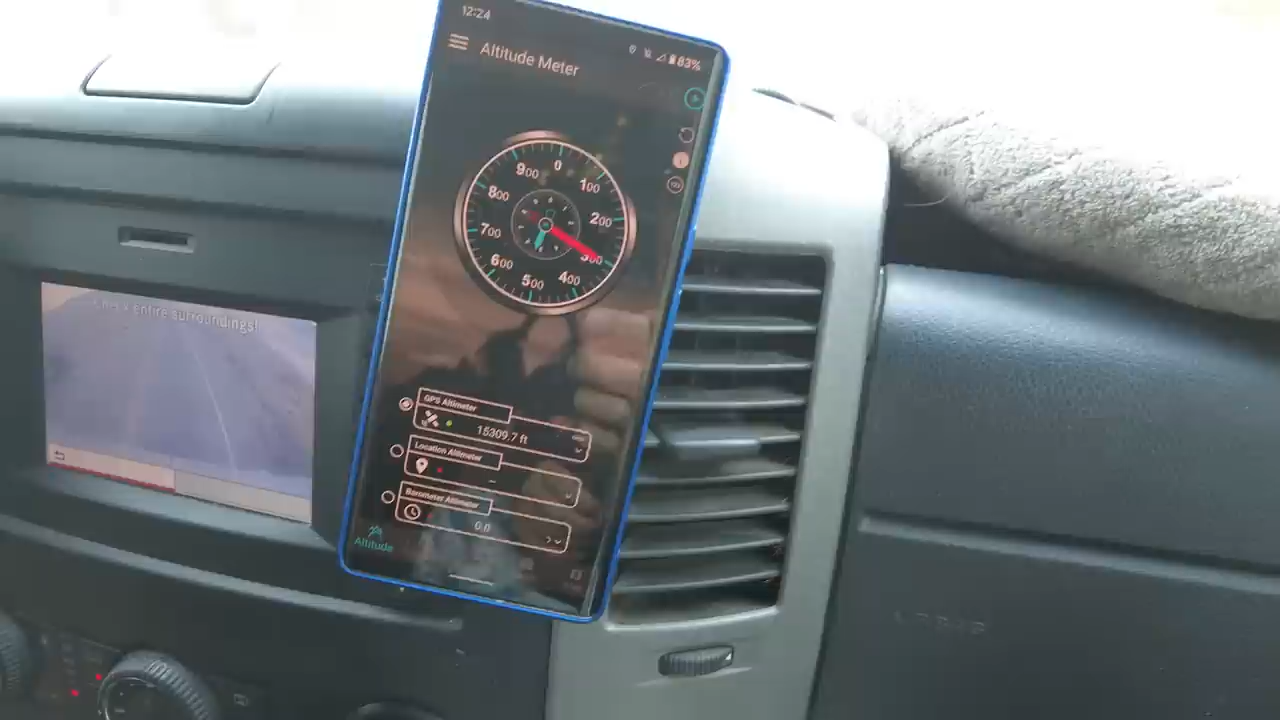 12:24
83%
Altitude Meter
0
100
200
300
400
500
600
700
800
900
GPS Altimeter
15309.7 ft
Location Altimeter
--
Barometer Altimeter
0.0
Altitude
entire surroundings!
AIRBAG